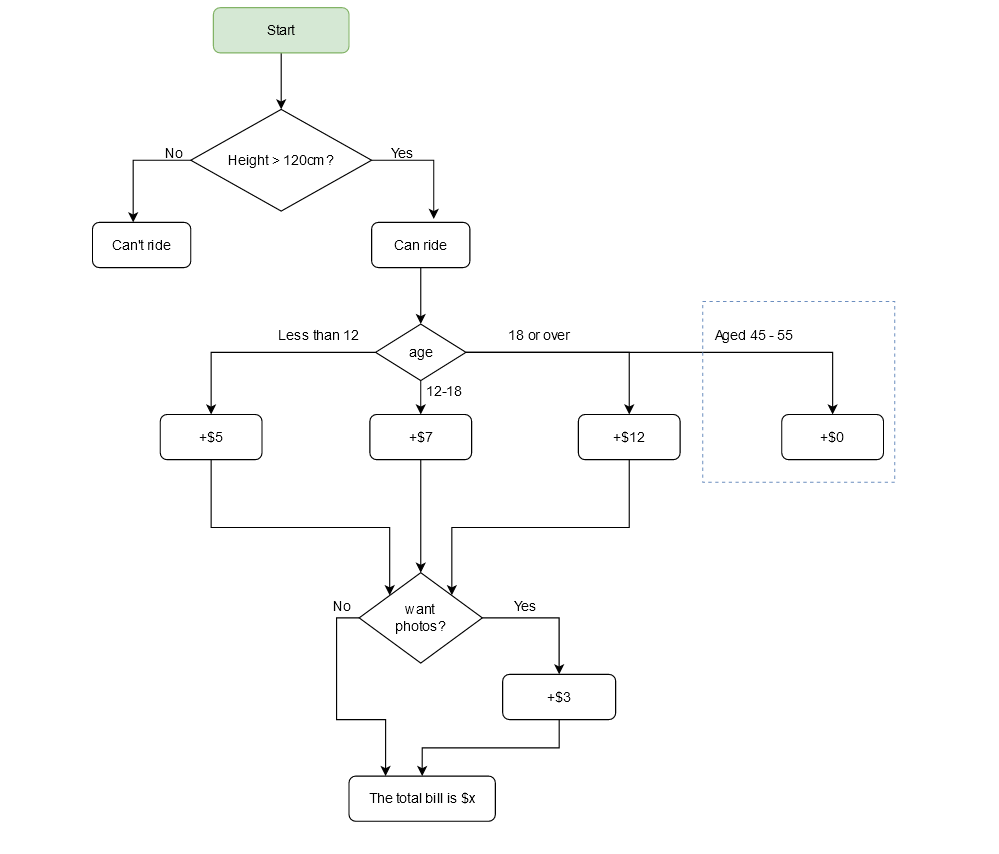 Start
Height > 120cm?
No
Yes
Can't ride
Can ride
Less than 12
age
18 or over
Aged 45 - 55
12-18
+$5
+$7
+$12
+$0
want
photos?
No
Yes
+$3
The total bill is $x